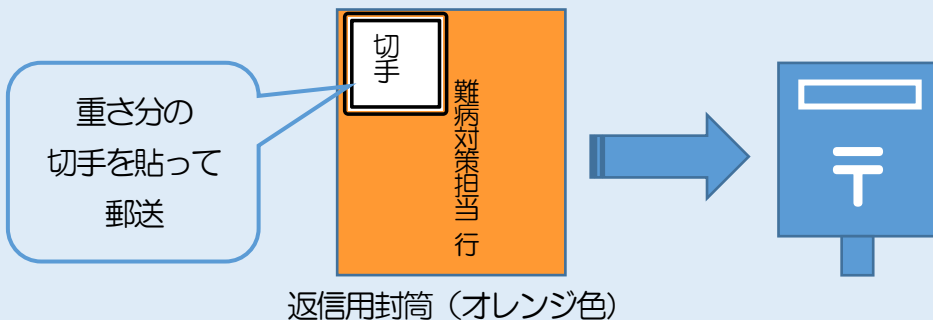 重さ分の
切手を貼って
郵送
切手
難病対策担当 行
〒
返信用封筒（オレンジ色）